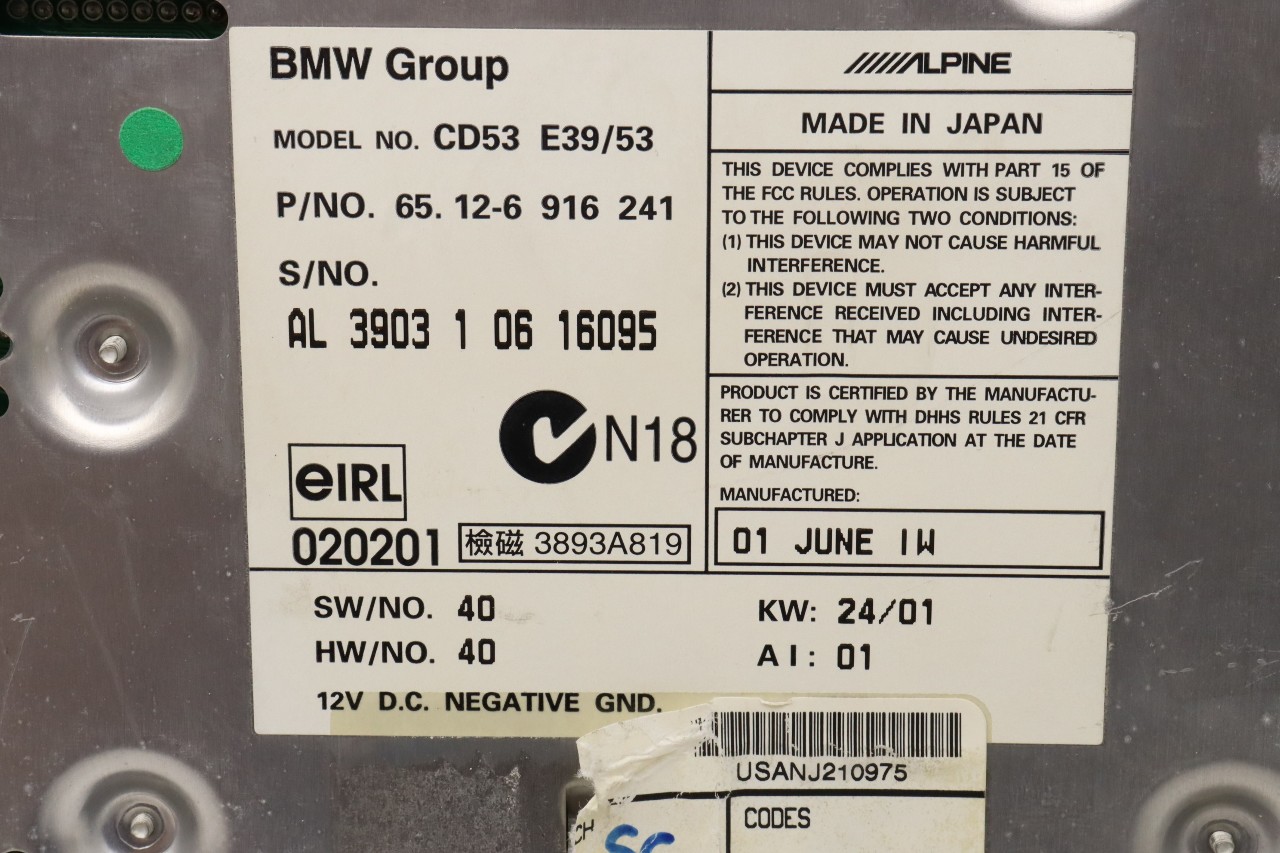 BMW Group
MODEL NO. CD53 E39/53
P/NO. 65. 12-6 916 241
S/NO.
AL 3903 1 06 16095
N18
eIRL
020201
檢磁 3893A819
ALPINE
MADE IN JAPAN
THIS DEVICE COMPLIES WITH PART 15 OF
THE FCC RULES. OPERATION IS SUBJECT
TO THE FOLLOWING TWO CONDITIONS:
(1) THIS DEVICE MAY NOT CAUSE HARMFUL
INTERFERENCE.
(2) THIS DEVICE MUST ACCEPT ANY INTER-
FERENCE RECEIVED INCLUDING INTER-
FERENCE THAT MAY CAUSE UNDESIRED
OPERATION.
PRODUCT IS CERTIFIED BY THE MANUFACTU-
RER TO COMPLY WITH DHHS RULES 21 CFR
SUBCHAPTER J APPLICATION AT THE DATE
OF MANUFACTURE.
MANUFACTURED:
01 JUNE IW
SW/NO. 40
KW: 24/01
HW/NO. 40
AI: 01
12V D.C. NEGATIVE GND.
USANJ210975
CODES